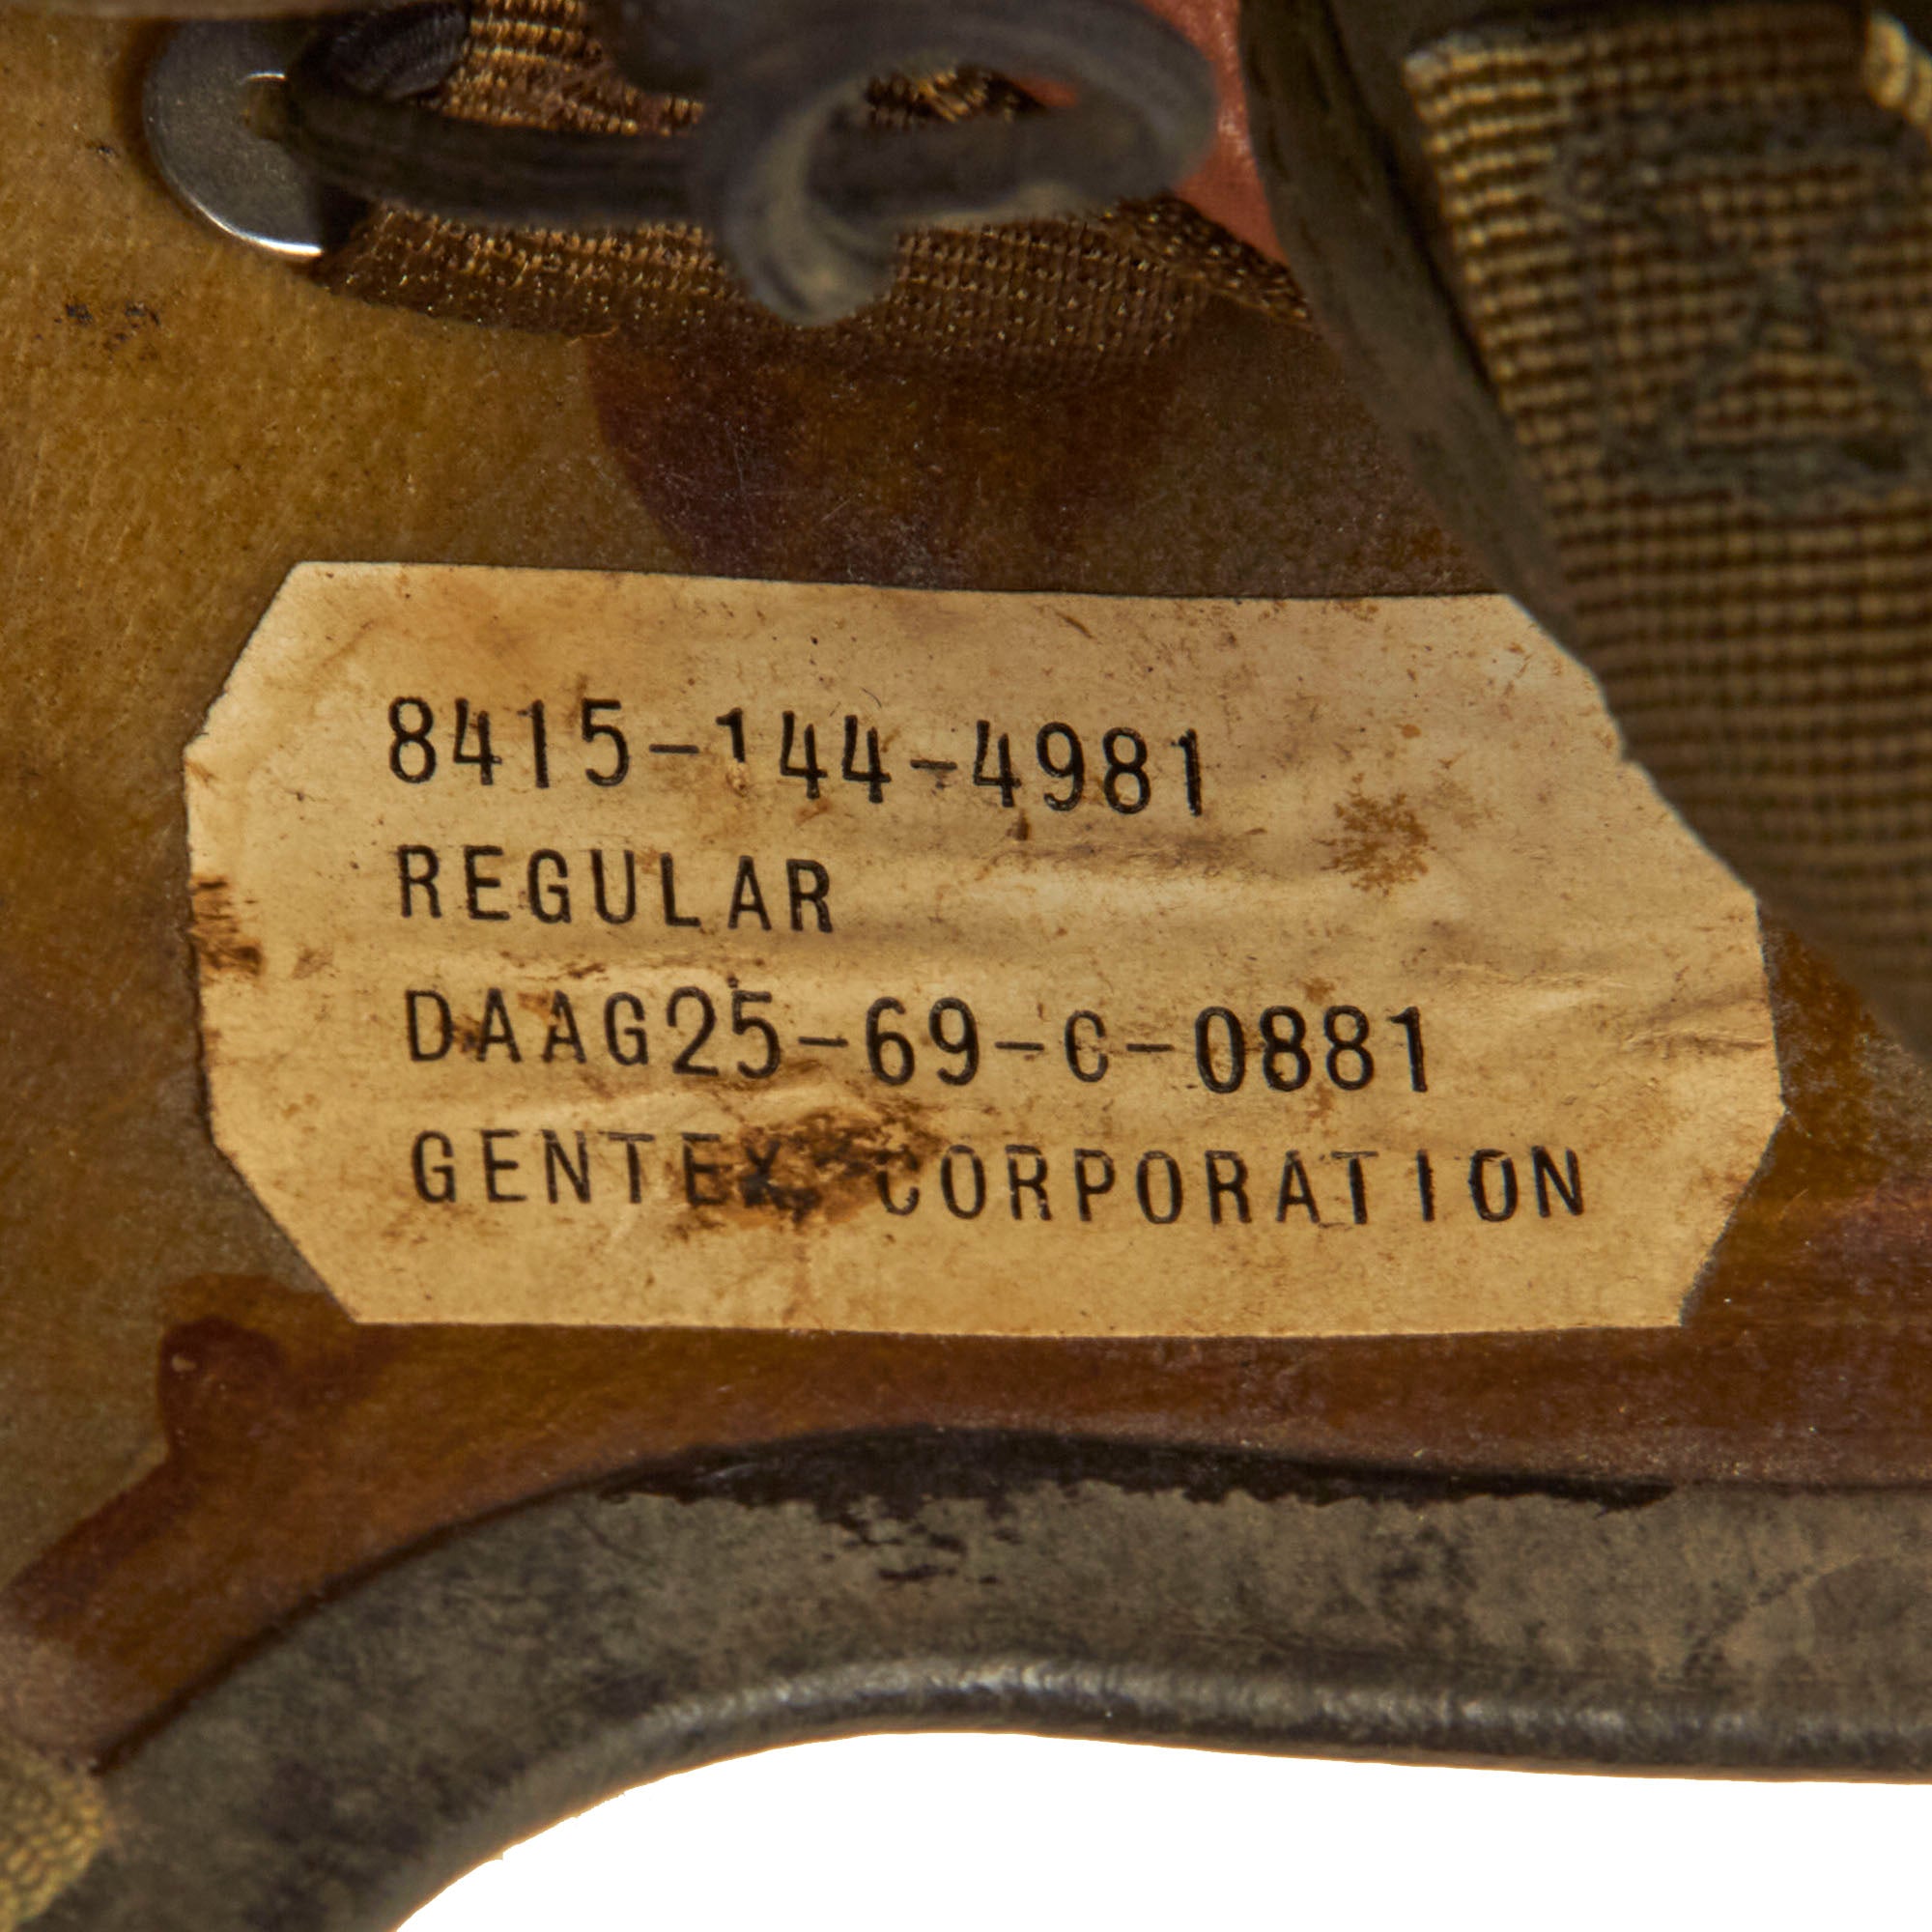 8415-144-4981
REGULAR
DAAG25-69-C-0881
GENTEX CORPORATION